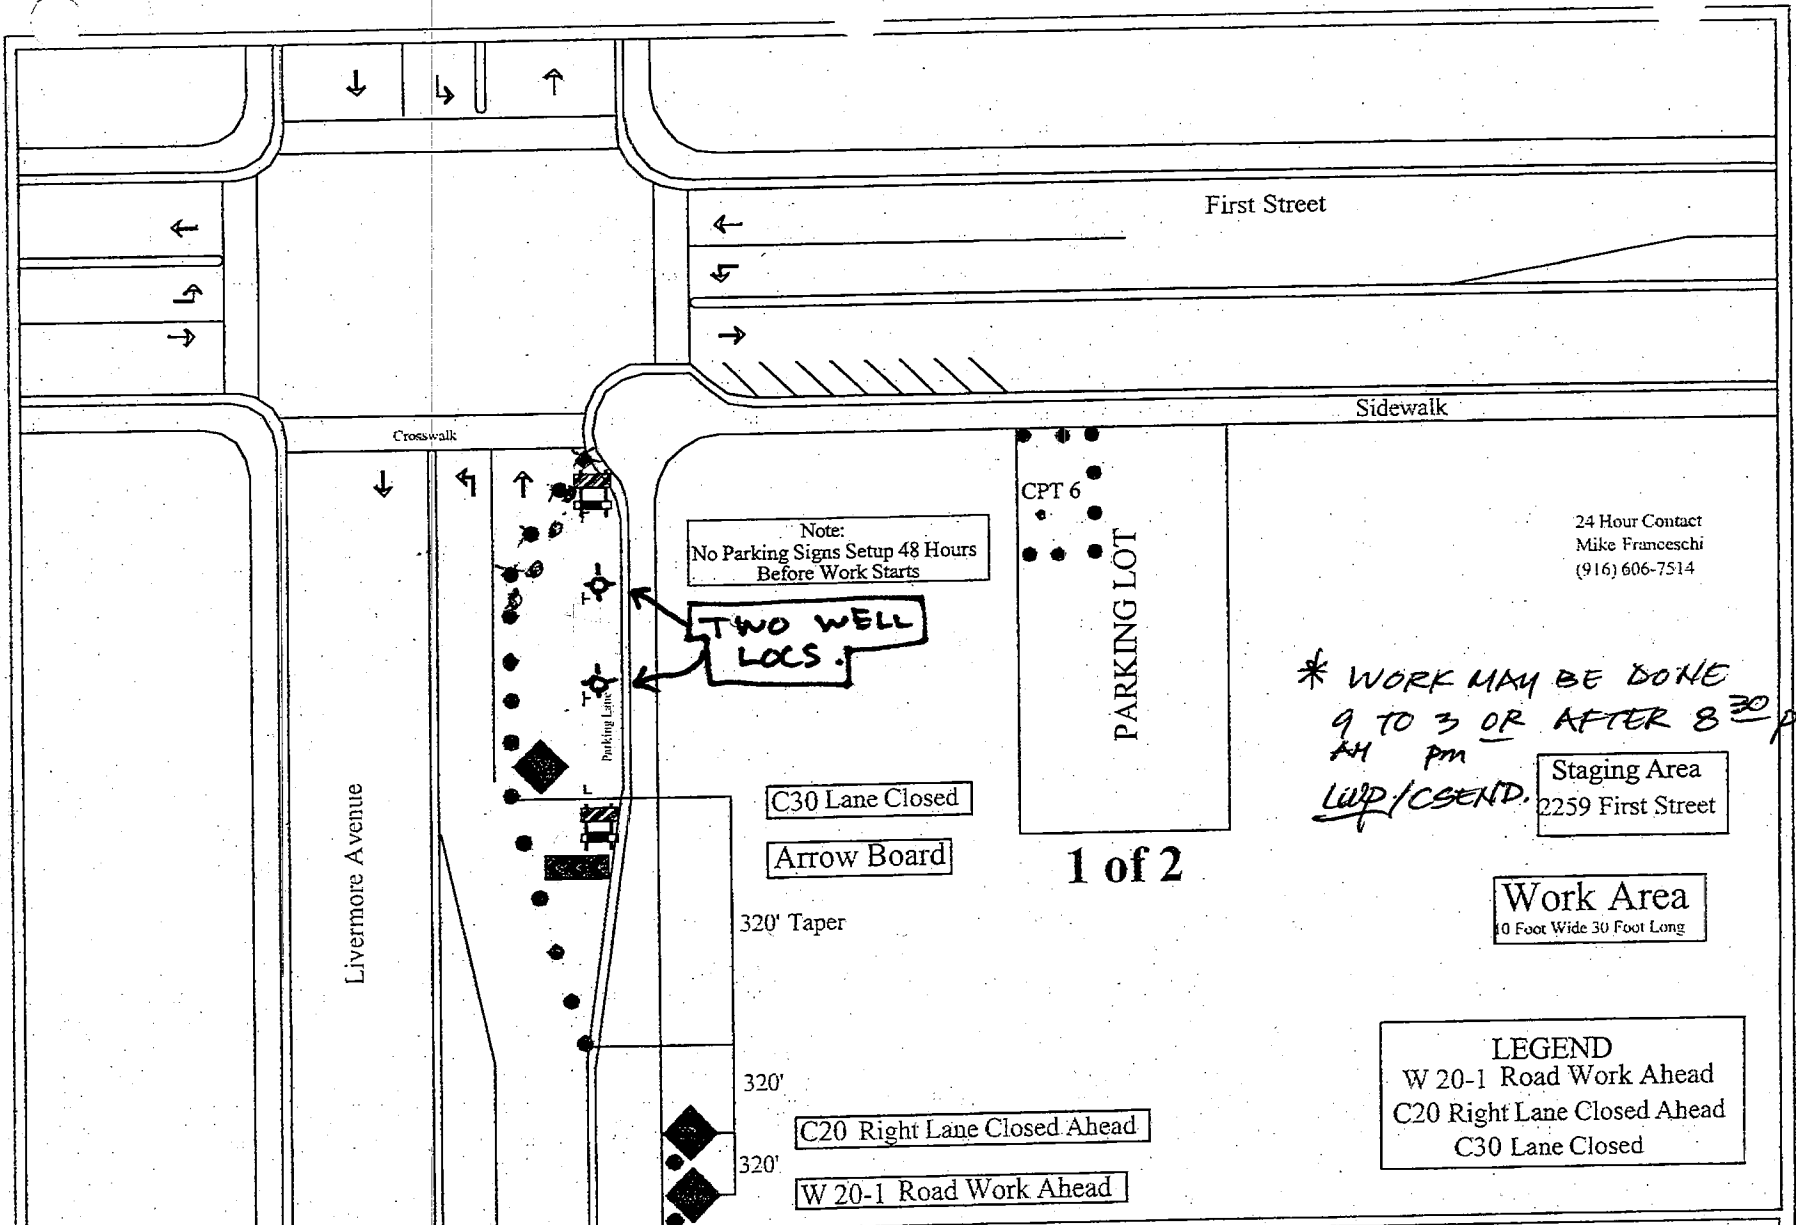 First Street
Sidewalk
Crosswalk
CPT 6
24 Hour Contact
Mike Franceschi
(916) 606-7514
Note:
No Parking Signs Setup 48 Hours
Before Work Starts
PARKING LOT
TWO WELL
LOCS.
* WORK MAY BE DONE
9 TO 3 OR AFTER 8 30 p
AM pm
Parking Lane
Staging Area
2259 First Street
C30 Lane Closed
Livermore Avenue
Arrow Board
1 of 2
Work Area
10 Foot Wide 30 Foot Long
320' Taper
LEGEND
W 20-1 Road Work Ahead
C20 Right Lane Closed Ahead
C30 Lane Closed
320'
C20 Right Lane Closed Ahead
320'
W 20-1 Road Work Ahead